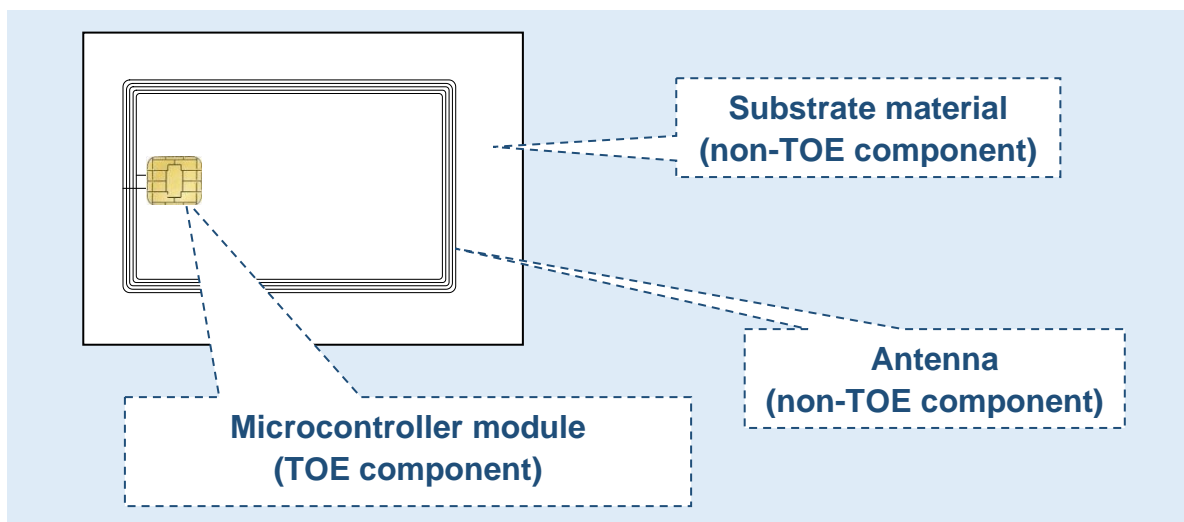 Substrate material
(non-TOE component)
Antenna
(non-TOE component)
Microcontroller module
(TOE component)